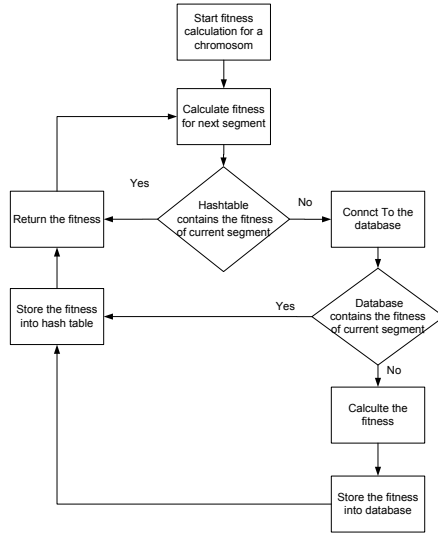 Start fitness
calculation for a
chromosom
Calculate fitness
for next segment
Yes
Hashtable
contains the fitness
of current segment
No
Return the fitness
Connct To the
database
Store the fitness
into hash table
Yes
Database
contains the fitness
of current segment
No
Calculte the
fitness
Store the fitness
into database